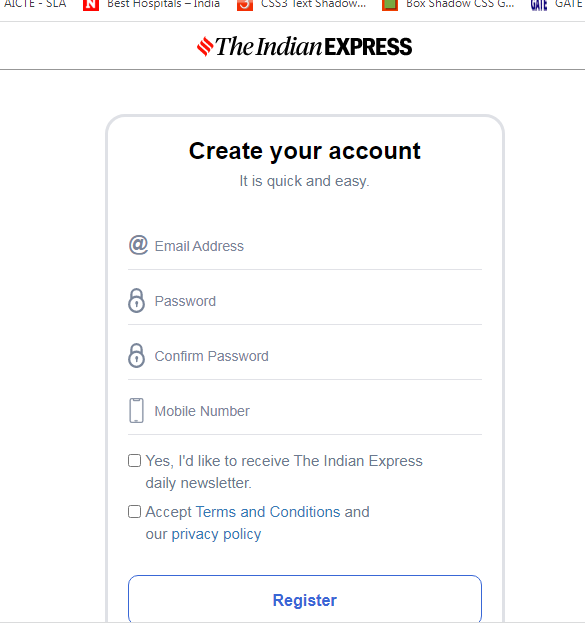 AICTE - SLA Best Hospitals – India CSS3 Text Shadow... Box Shadow CSS G... GATE GATE
The Indian EXPRESS
Create your account
It is quick and easy.
@ Email Address
Password
Confirm Password
Mobile Number
Yes, I'd like to receive The Indian Express
daily newsletter.
Accept Terms and Conditions and
our privacy policy
Register